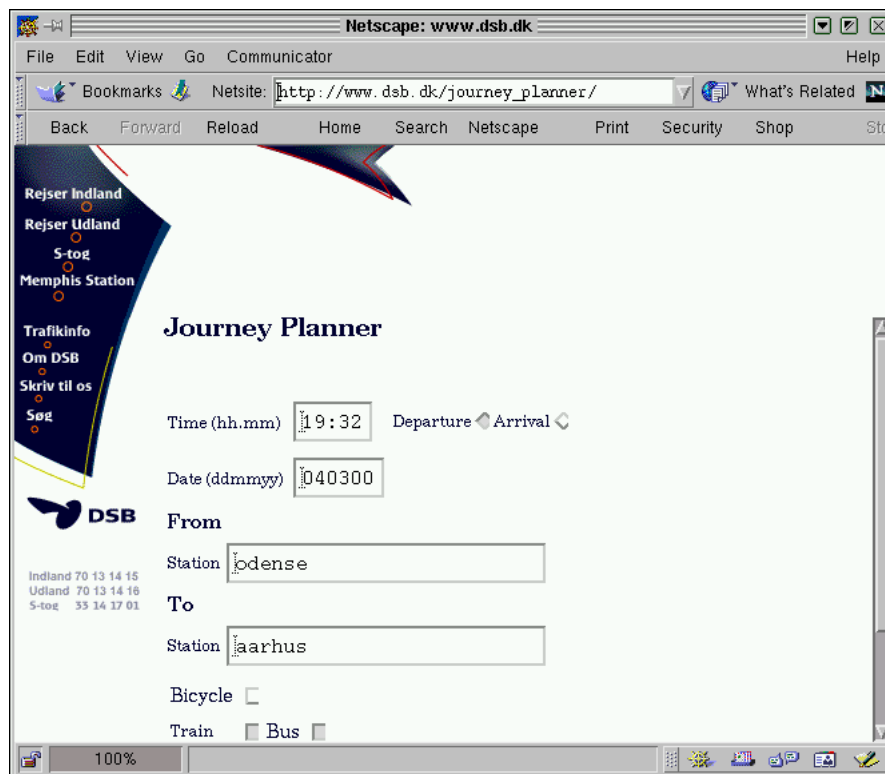 Netscape: www.dsb.dk
File Edit View Go Communicator Help
Bookmarks Netsite: http://www.dsb.dk/journey_planner/ What's Related N
Back Forward Reload Home Search Netscape Print Security Shop Sto
Rejser Indland
Rejser Udland
S-tog
Memphis Station
Trafikinfo
Om DSB
Skriv til os
Søg
DSB
Indland 70 13 14 15
Udland 70 13 14 16
S-tog 33 14 17 01
Journey Planner
Time (hh.mm) 19:32 Departure Arrival
Date (ddmmyy) 040300
From
Station odense
To
Station aarhus
Bicycle
Train Bus
100%